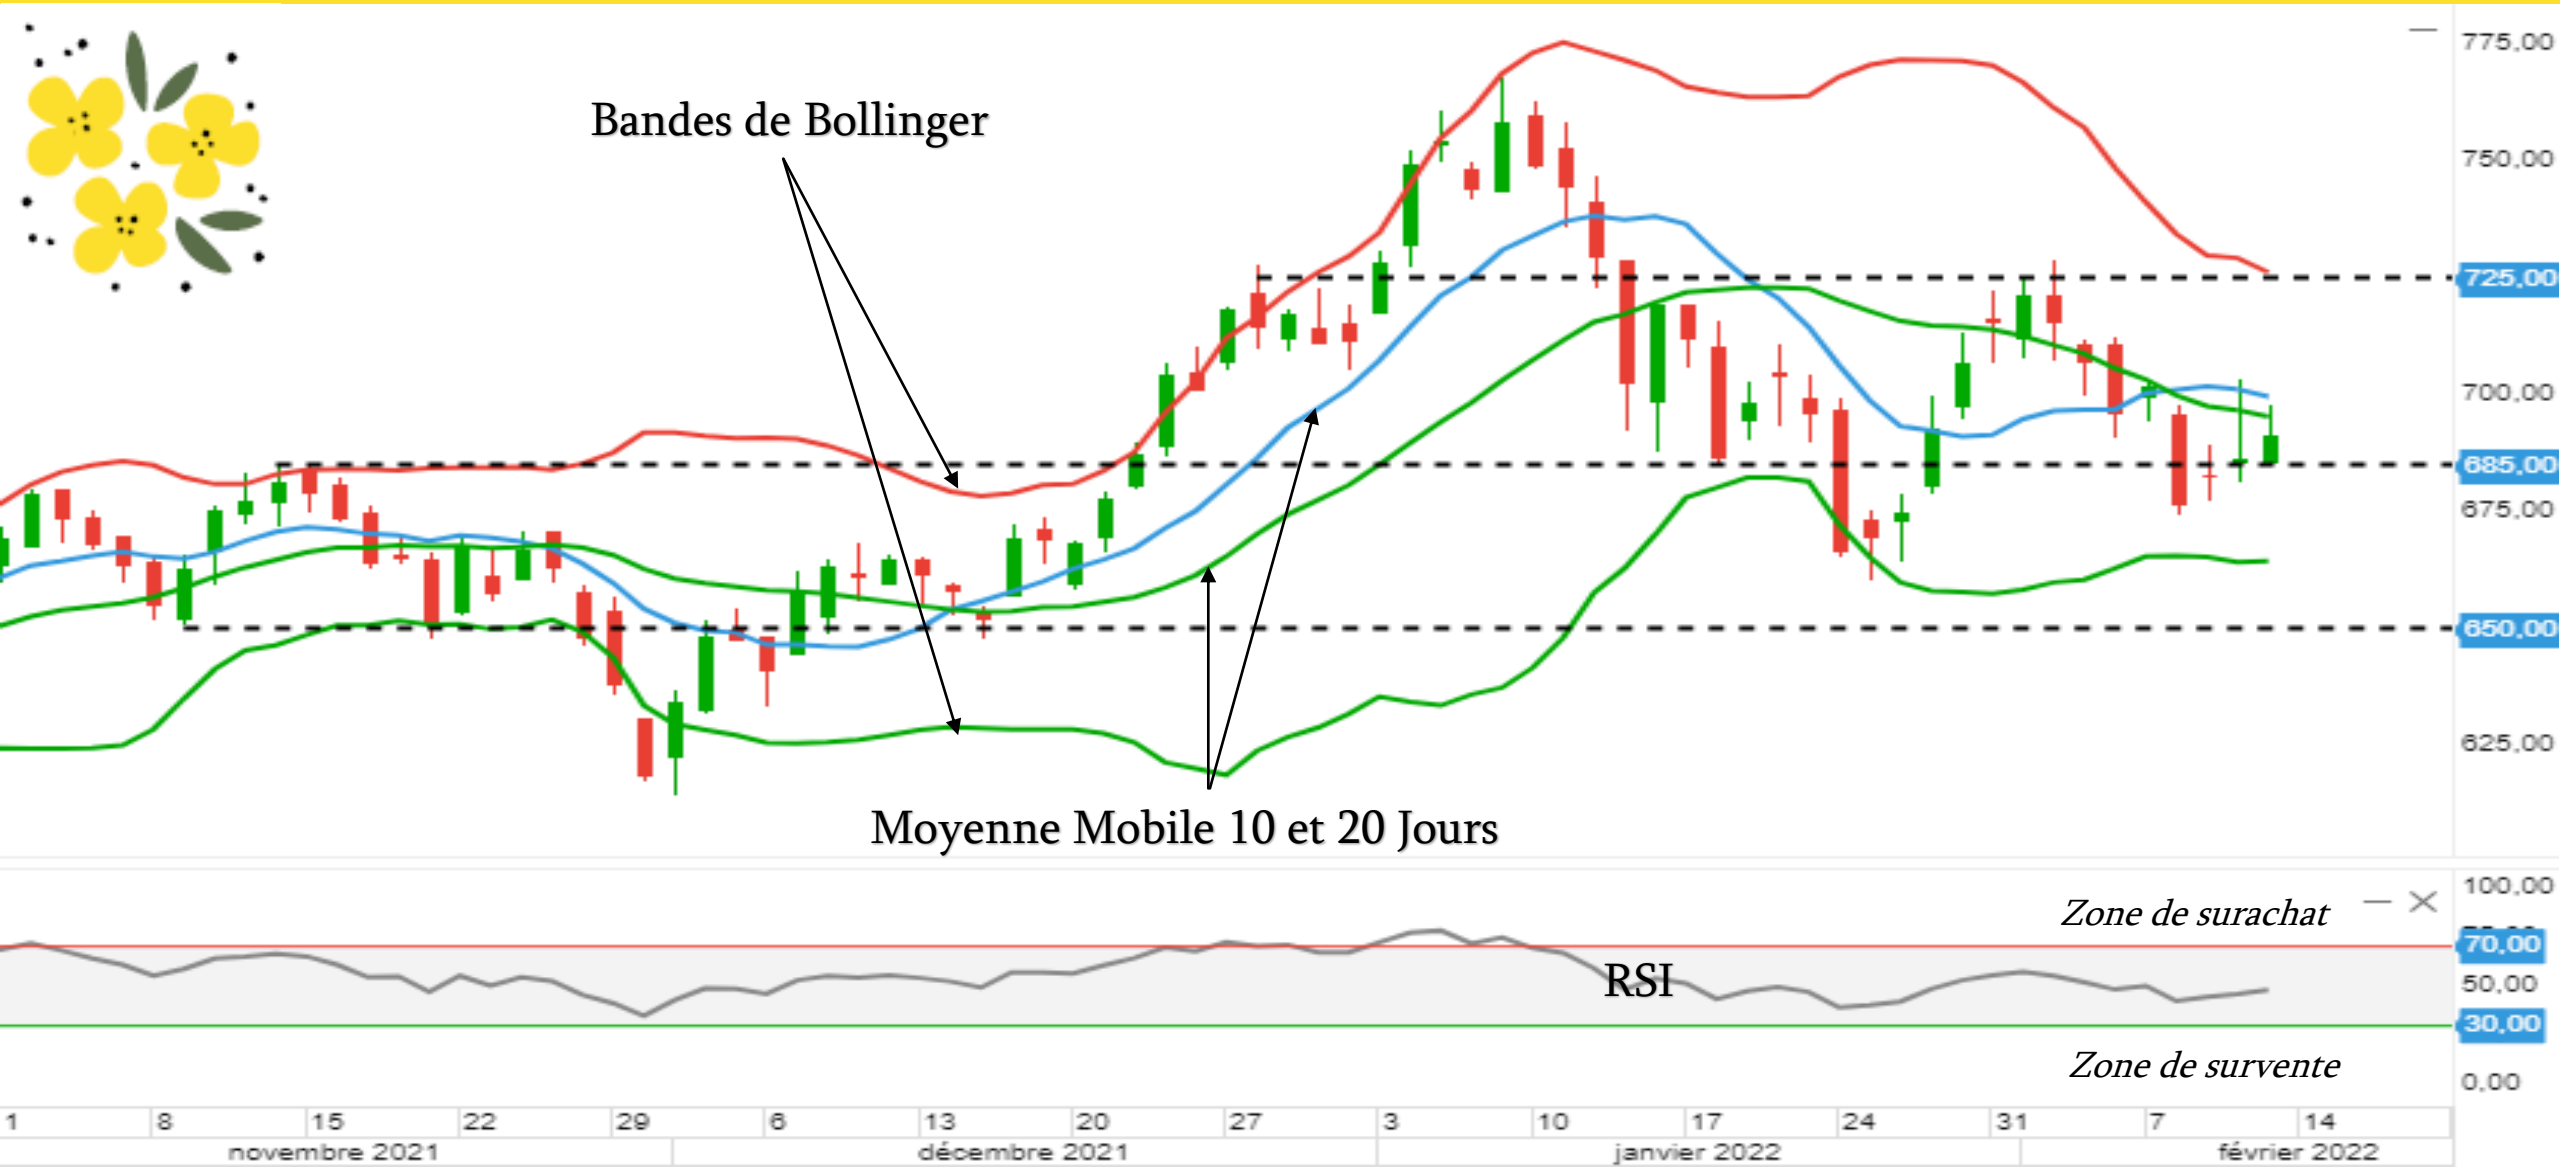 775,00
Bandes de Bollinger
750,00
725,00
700,00
685,00
675,00
650,00
625,00
Moyenne Mobile 10 et 20 Jours
100,00
Zone de surachat
70,00
RSI
50,00
30,00
Zone de survente
0,00
1 8 15 22 29 6 13 20 27 3 10 17 24 31 7 14
novembre 2021 décembre 2021 janvier 2022 février 2022